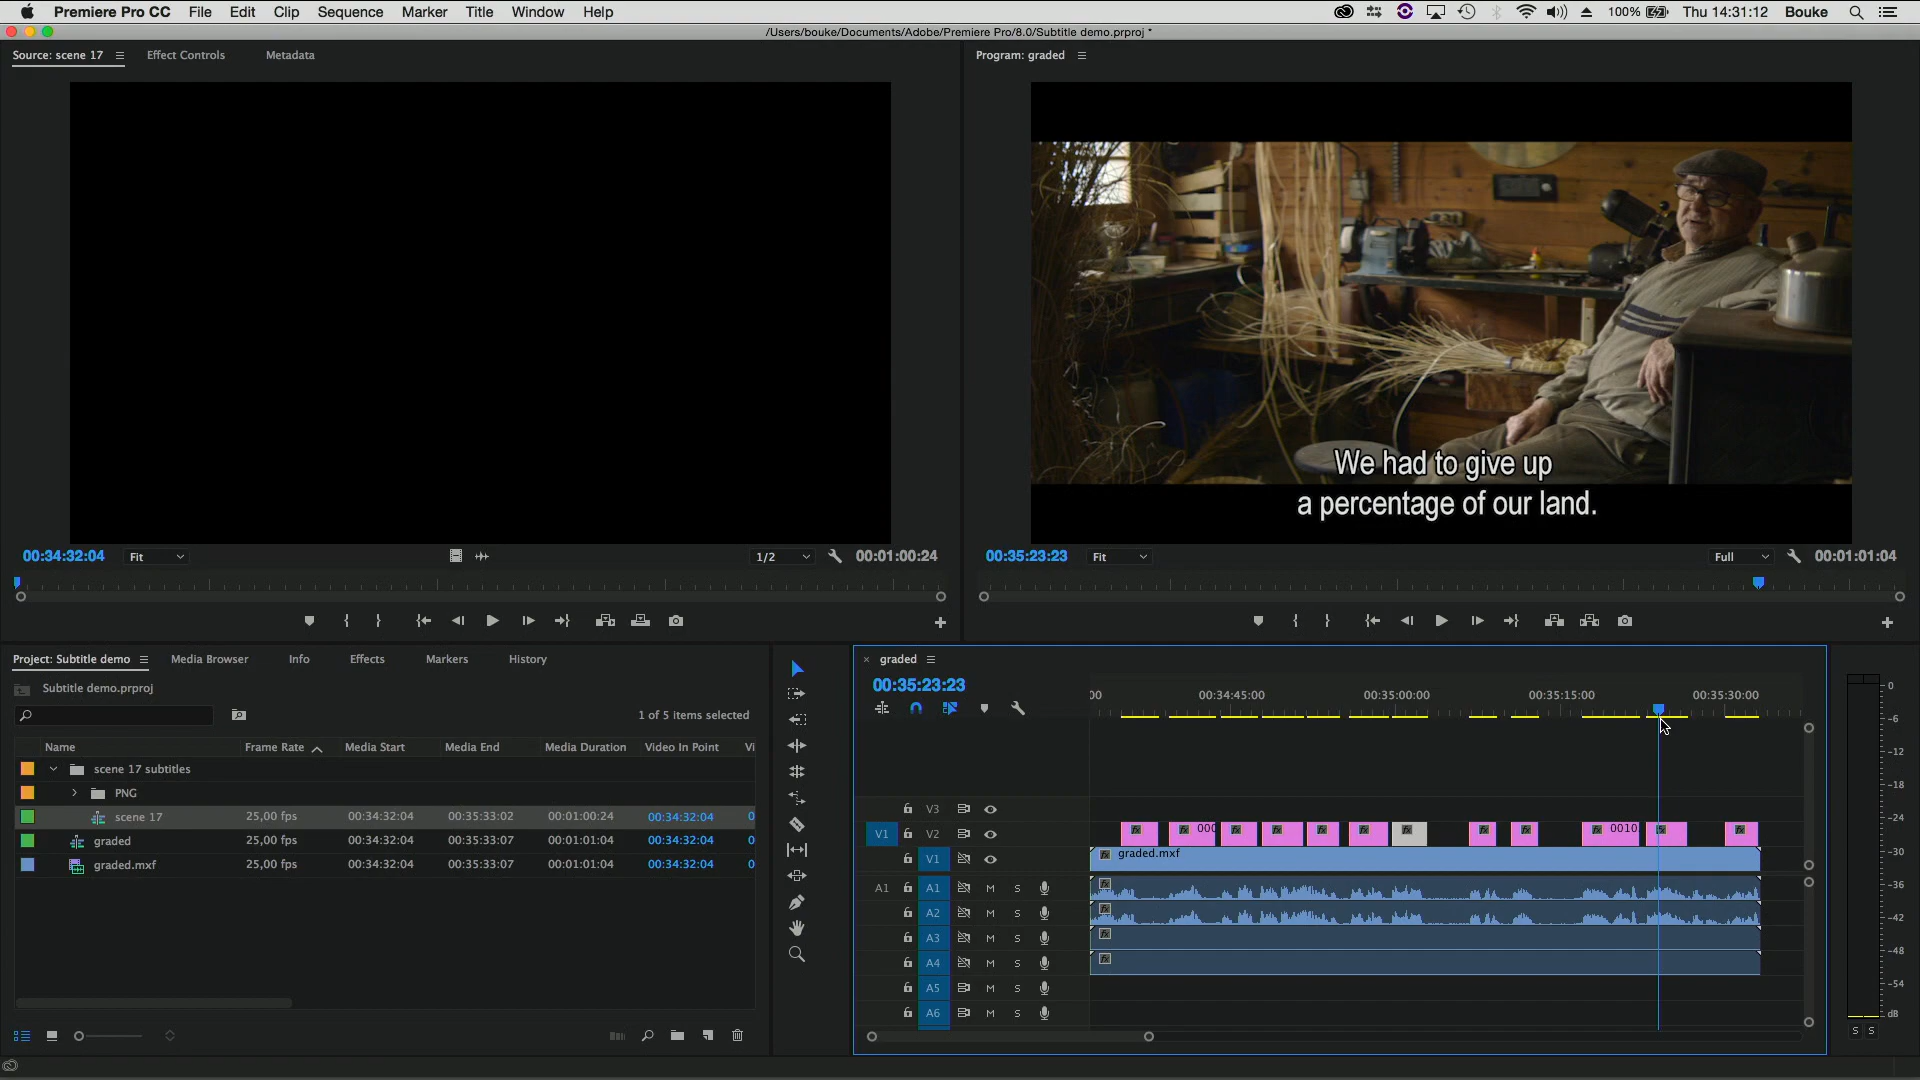 Premiere Pro CC File Edit Clip Sequence Marker Title Window Help 100% Thu 14:31:12 Bouke
/Users/bouke/Documents/Adobe/Premiere Pro/8.0/Subtitle demo.prproj *
Source: scene 17 Effect Controls Metadata
Program: graded
We had to give up
a percentage of our land.
00:34:32:04 Fit 1/2 00:01:00:24
00:35:23:23 Fit Full 00:01:01:04
Project: Subtitle demo Media Browser Info Effects Markers History
Subtitle demo.prproj
1 of 5 items selected
Name Frame Rate Media Start Media End Media Duration Video In Point Vi
scene 17 subtitles
PNG
scene 17 25,00 fps 00:34:32:04 00:35:33:02 00:01:00:24 00:34:32:04 0
graded 25,00 fps 00:34:32:04 00:35:33:07 00:01:01:04 00:34:32:04 0
graded.mxf 25,00 fps 00:34:32:04 00:35:33:07 00:01:01:04 00:34:32:04 0
× graded
00:35:23:23
00 00:34:45:00 00:35:00:00 00:35:15:00 00:35:30:00
V3
V1 V2 000 0010
V1 graded.mxf
A1 A1 M S
A2 M S
A3 M S
A4 M S
A5 M S
A6 M S
0
-6
-12
-18
-24
-30
-36
-42
-48
-54
dB
S S